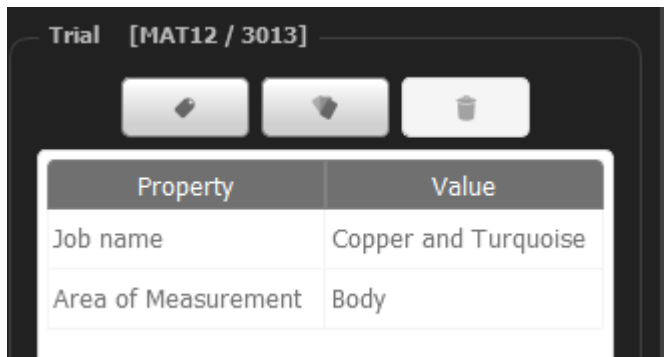 Trial [MAT12 / 3013]
Property Value
Job name Copper and Turquoise
Area of Measurement Body